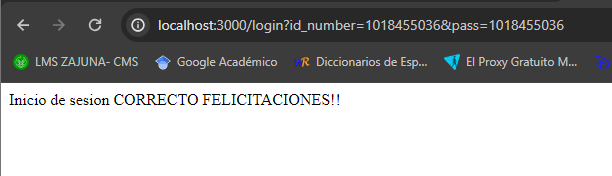 localhost:3000/login?id_number=1018455036&pass=1018455036
LMS ZAJUNA- CMS Google Académico Diccionarios de Esp... El Proxy Gratuito M...
Inicio de sesion CORRECTO FELICITACIONES!!